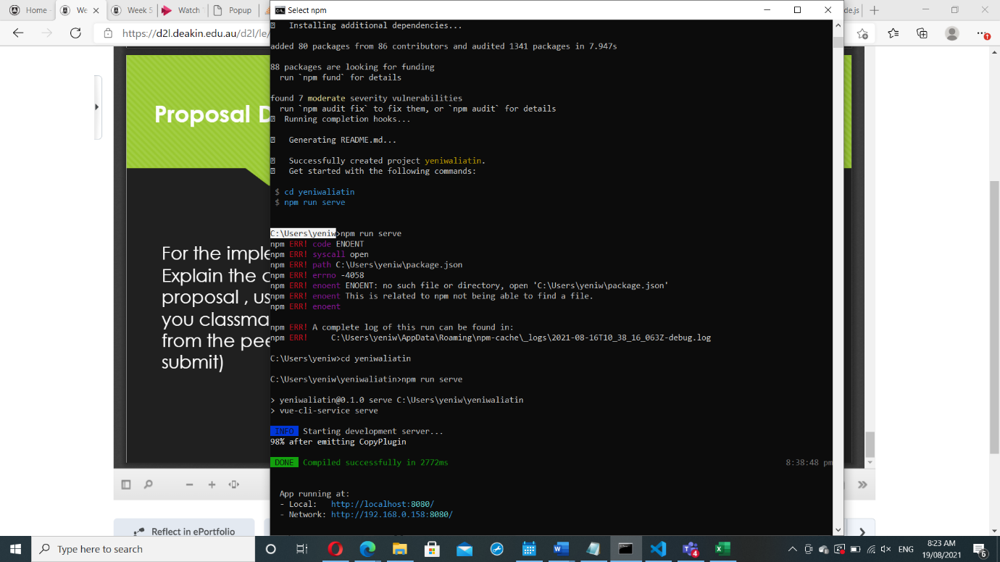 Home
We
Week 5
Watch
Popup
Select npm
de.js
https://d2l.deakin.edu.au/d2l/le/
Proposal D
For the imple
Explain the c
proposal , us
you classma
from the pee
submit)
Installing additional dependencies...
added 80 packages from 86 contributors and audited 1341 packages in 7.947s
88 packages are looking for funding
run `npm fund` for details
found 7 moderate severity vulnerabilities
run `npm audit fix` to fix them, or `npm audit` for details
Running completion hooks...
Generating README.md...
Successfully created project yeniwaliatin.
Get started with the following commands:
$ cd yeniwaliatin
$ npm run serve
C:\Users\yeniw>npm run serve
npm ERR! code ENOENT
npm ERR! syscall open
npm ERR! path C:\Users\yeniw\package.json
npm ERR! errno -4058
npm ERR! enoent ENOENT: no such file or directory, open 'C:\Users\yeniw\package.json'
npm ERR! enoent This is related to npm not being able to find a file.
npm ERR! enoent
npm ERR! A complete log of this run can be found in:
npm ERR!     C:\Users\yeniw\AppData\Roaming\npm-cache\_logs\2021-08-16T10_38_16_063Z-debug.log
C:\Users\yeniw>cd yeniwaliatin
C:\Users\yeniw\yeniwaliatin>npm run serve
> yeniwaliatin@0.1.0 serve C:\Users\yeniw\yeniwaliatin
> vue-cli-service serve
INFO Starting development server...
98% after emitting CopyPlugin
DONE Compiled successfully in 2772ms 8:38:48 pm
App running at:
- Local: http://localhost:8080/
- Network: http://192.168.0.158:8080/
Reflect in ePortfolio
Type here to search
4
ENG
8:23 AM
19/08/2021
6